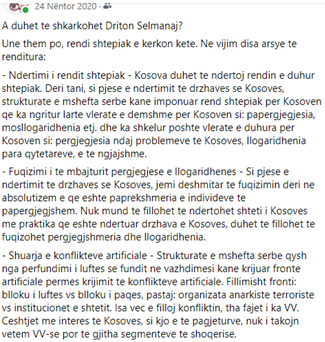 24 Nëntor 2020 ·
A duhet te shkarkohet Driton Selmanaj?
Une them po, rendi shtepiak e kerkon kete. Ne vijim disa arsye te
renditura:
- Ndertimi i rendit shtepiak - Kosova duhet te ndertoj rendin e duhur
shtepiak. Deri tani, si pjese e ndertimit te drzhaves se Kosoves,
strukturate e mshefta serbe kane imponuar rend shtepiak per Kosoven
qe ka ngritur larte vlerate e demshme per Kosoven si: papergjegjesia,
mosllogaridhenia etj. dhe ka shkelur poshte vlerate e duhura per
Kosoven si: pergjegjesia ndaj problemeve te Kosoves, llogaridhenia
para qytetareve, e te ngjajshme.
- Fuqizimi i te mbajturit pergjegjese e llogaridhenes - Si pjese e
ndertimit te drzhaves se Kosoves, jemi deshmitar te fuqizimin deri ne
absolutizem e qe eshte paprekshmeria e individeve te
papergjegjshem. Nuk mund te fillohet te ndertohet shteti i Kosoves
me praktika qe eshte ndertuar drzhava e Kosoves, duhet te fillohet te
fuqizohet pergjegjshmeria dhe llogaridhenia.
- Shuarja e konflikteve artificiale - Strukturate e mshefta serbe qysh
nga perfundimi i luftes se fundit ne vazhdimesi kane krijuar fronte
artificiale permes krijimit te konflikteve artificiale. Fillimisht fronti:
blloku i luftes vs blloku i paqes, pastaj: organizata anarkiste terroriste
vs institucionet e shtetit. Isa vec e filloj konfliktin, tha fajet i ka VV.
Ceshtjet me interes te Kosoves, si kjo e te pagjeturve, nuk i takojn
vetem VV-se por te gjitha segmenteve te shoqerise.